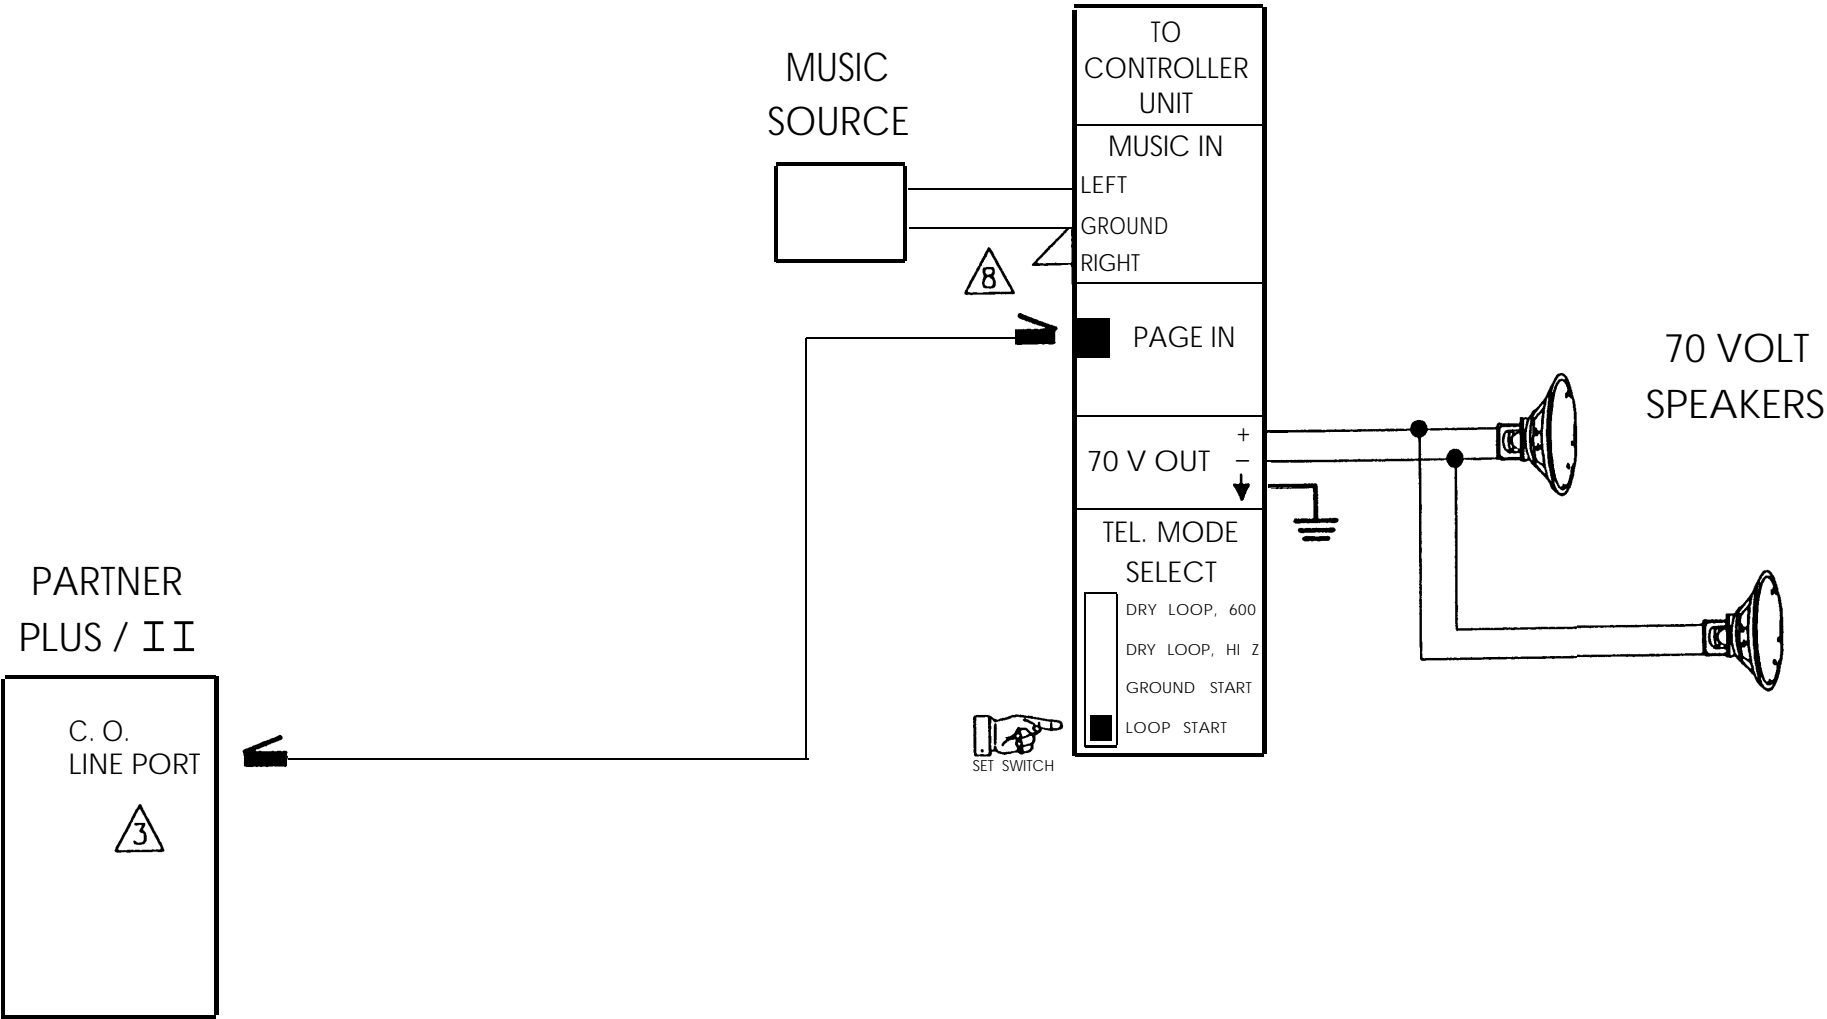 MUSIC
SOURCE
TO
CONTROLLER
UNIT
MUSIC IN
LEFT
GROUND
RIGHT
8
PAGE IN
70 VOLT
SPEAKERS
+
70 V OUT −
TEL. MODE
SELECT
DRY LOOP, 600
DRY LOOP, HI Z
GROUND START
LOOP START
SET SWITCH
PARTNER
PLUS / II
C. O.
LINE PORT
3